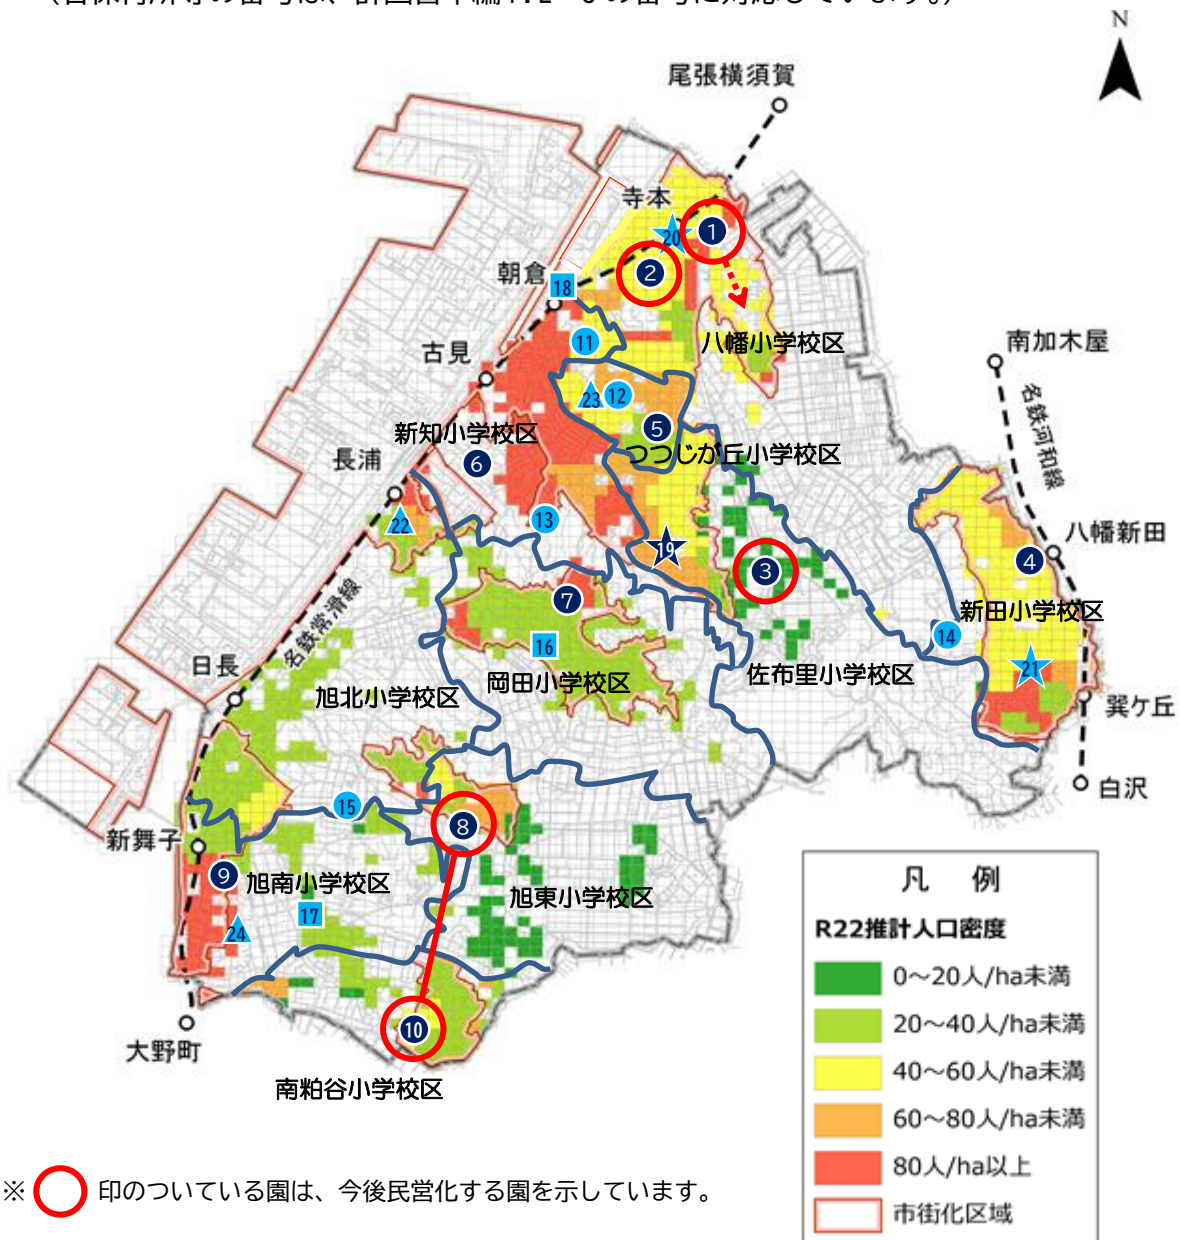 N
尾張横須賀
寺本
20
1
2
朝倉
18
11
八幡小学校区
古見
南加木屋
名鉄河和線
23
12
5
新知小学校区
つつじが丘小学校区
長浦
6
22
13
19
八幡新田
4
3
7
新田小学校区
14
名鉄常滑線
16
21
日長
岡田小学校区
佐布里小学校区
旭北小学校区
巽ケ丘
白沢
15
8
新舞子
9
旭南小学校区
旭東小学校区
17
24
10
大野町
南粕谷小学校区
凡 例
R22推計人口密度
0～20人/ha未満
20～40人/ha未満
40～60人/ha未満
60～80人/ha未満
80人/ha以上
市街化区域
※ 印のついている園は、今後民営化する園を示しています。